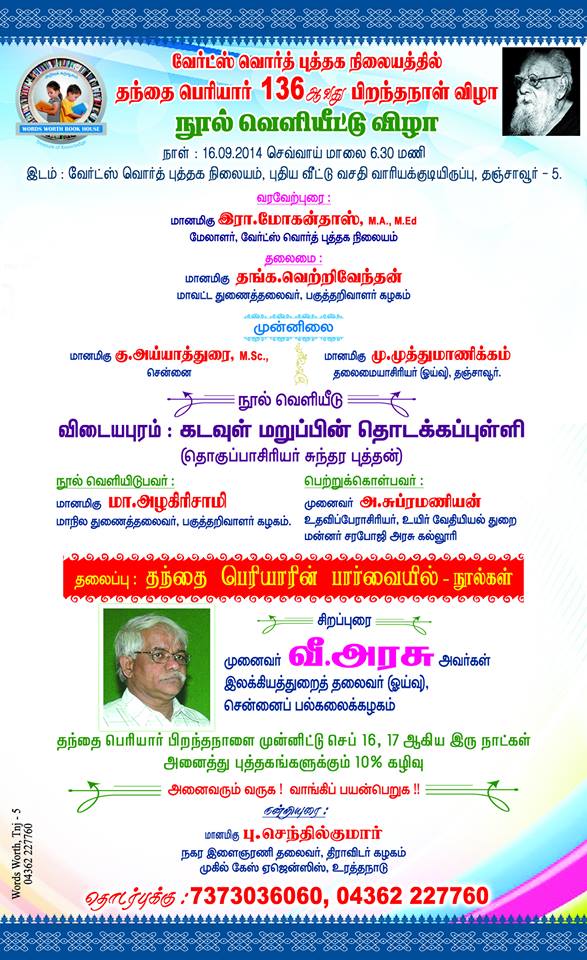 வேர்ட்ஸ் வொர்த் புத்தக நிலையத்தில்
தந்தை பெரியார் 136 ஆவது பிறந்தநாள் விழா
WORDS WORTH BOOK HOUSE
நூல் வெளியீட்டு விழா
நாள் : 16.09.2014 செவ்வாய் மாலை 6.30 மணி
இடம் : வேர்ட்ஸ் வொர்த் புத்தக நிலையம், புதிய வீட்டு வசதி வாரியக்குடியிருப்பு, தஞ்சாவூர் - 5.
வரவேற்புரை :
மானமிகு இரா.மோகன்தாஸ், M.A., M.Ed
மேலாளர், வேர்ட்ஸ் வொர்த் புத்தக நிலையம்
தலைமை :
மானமிகு தங்க.வெற்றிவேந்தன்
மாவட்ட துணைத்தலைவர், பகுத்தறிவாளர் கழகம்
முன்னிலை
மானமிகு கு.அய்யாத்துரை, M.Sc.,
சென்னை
மானமிகு மு.முத்துமாணிக்கம்
தலைமையாசிரியர் (ஓய்வு), தஞ்சாவூர்.
நூல் வெளியீடு
விடையபுரம் : கடவுள் மறுப்பின் தொடக்கப்புள்ளி
(தொகுப்பாசிரியர் சுந்தர புத்தன்)
நூல் வெளியிடுபவர் :
மானமிகு மா.அழகிரிசாமி
மாநில துணைத்தலைவர், பகுத்தறிவாளர் கழகம்.
பெற்றுக்கொள்பவர் :
முனைவர் அ.சுப்ரமணியன்
உதவிப்பேராசிரியர், உயிர் வேதியியல் துறை
மன்னர் சரபோஜி அரசு கல்லூரி
தலைப்பு : தந்தை பெரியாரின் பார்வையில் - நூல்கள்
சிறப்புரை
முனைவர் வீ.அரசு அவர்கள்
இலக்கியத்துறைத் தலைவர் (ஓய்வு),
சென்னைப் பல்கலைக்கழகம்
தந்தை பெரியார் பிறந்தநாளை முன்னிட்டு செப் 16, 17 ஆகிய இரு நாட்கள்
அனைத்து புத்தகங்களுக்கும் 10% கழிவு
அனைவரும் வருக ! வாங்கிப் பயன்பெறுக !!
நன்றியுரை :
மானமிகு பு.செந்தில்குமார்
நகர இளைஞரணி தலைவர், திராவிடர் கழகம்
முகில் கேஸ் ஏஜென்ஸிஸ், உரத்தநாடு
தொடர்புக்கு : 7373036060, 04362 227760
Words Worth, Tnj - 5
04362 227760